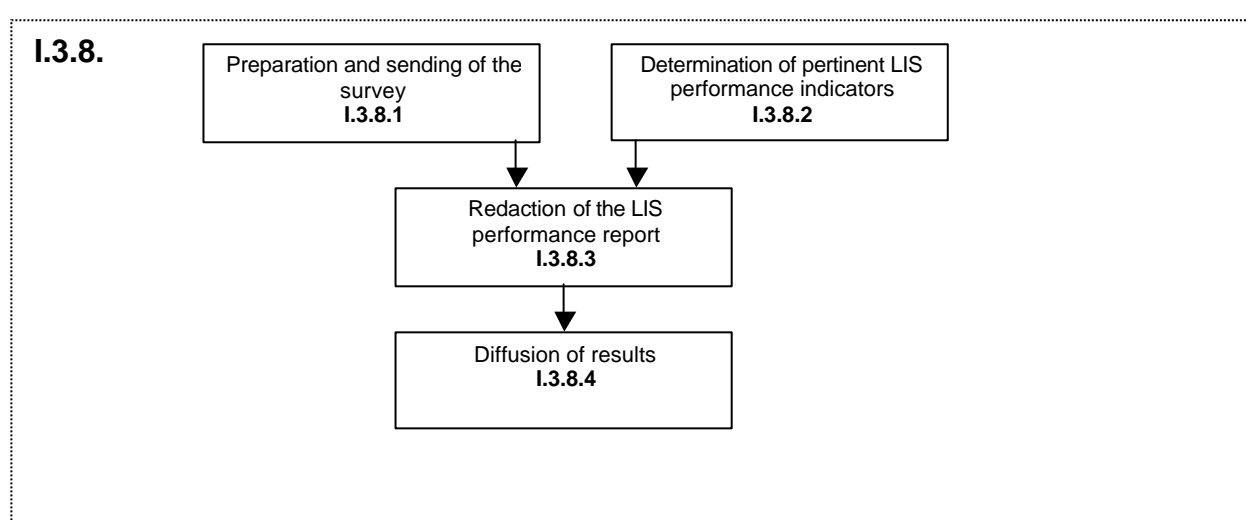 I.3.8.
Preparation and sending of the
survey
I.3.8.1
Determination of pertinent LIS
performance indicators
I.3.8.2
Redaction of the LIS
performance report
I.3.8.3
Diffusion of results
I.3.8.4